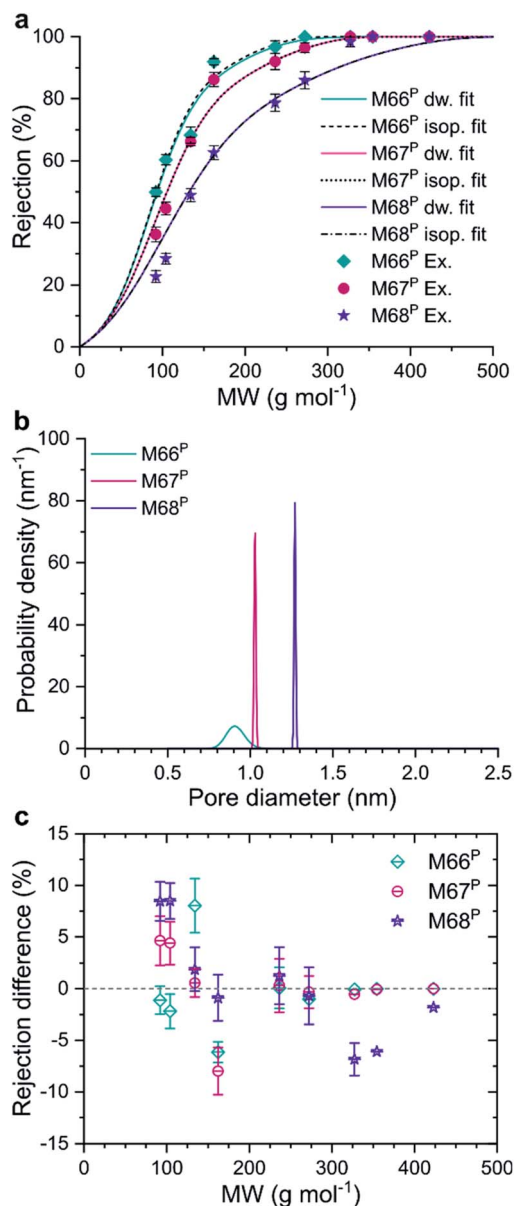 a
100
80
60
40
20
0
Rejection (%)
M66ᴾ dw. fit
M66ᴾ isop. fit
M67ᴾ dw. fit
M67ᴾ isop. fit
M68ᴾ dw. fit
M68ᴾ isop. fit
M66ᴾ Ex.
M67ᴾ Ex.
M68ᴾ Ex.
0 100 200 300 400 500
MW (g mol⁻¹)
b
100
80
60
40
20
0
Probability density (nm⁻¹)
M66ᴾ
M67ᴾ
M68ᴾ
0 0.5 1.0 1.5 2.0 2.5
Pore diameter (nm)
c
15
10
5
0
-5
-10
-15
Rejection difference (%)
M66ᴾ
M67ᴾ
M68ᴾ
0 100 200 300 400 500
MW (g mol⁻¹)